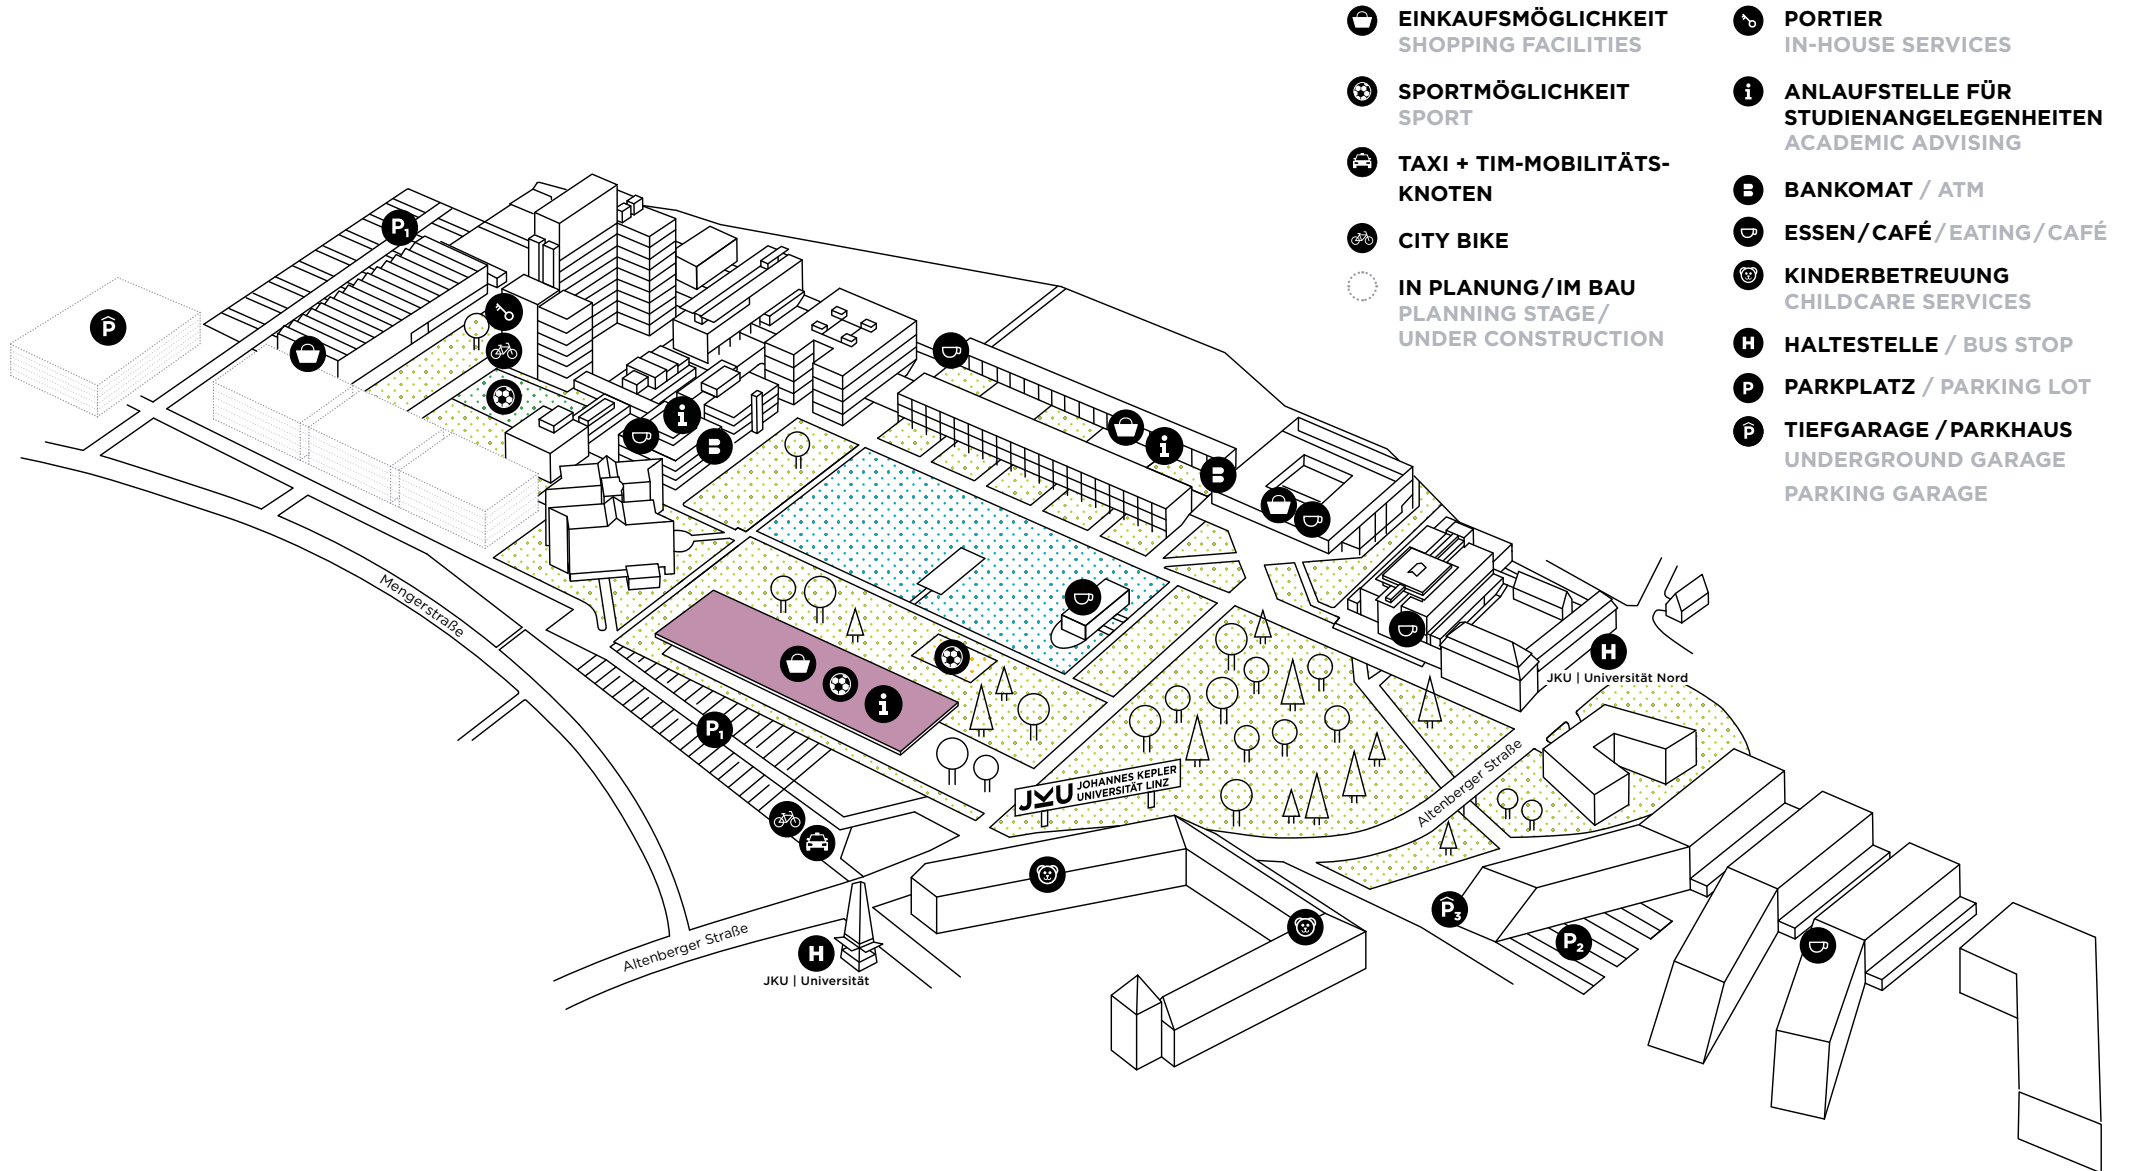 EINKAUFSMÖGLICHKEIT
SHOPPING FACILITIES
SPORTMÖGLICHKEIT
SPORT
TAXI + TIM-MOBILITÄTS-
KNOTEN
CITY BIKE
IN PLANUNG/IM BAU
PLANNING STAGE/
UNDER CONSTRUCTION
PORTIER
IN-HOUSE SERVICES
i
ANLAUFSTELLE FÜR
STUDIENANGELEGENHEITEN
ACADEMIC ADVISING
B
BANKOMAT / ATM
ESSEN/CAFÉ/EATING/CAFÉ
KINDERBETREUUNG
CHILDCARE SERVICES
H
HALTESTELLE / BUS STOP
P
PARKPLATZ / PARKING LOT
P
TIEFGARAGE / PARKHAUS
UNDERGROUND GARAGE
PARKING GARAGE
P1
P
i
B
i
B
Mengerstraße
i
P1
H
JKU | Universität Nord
JKU JOHANNES KEPLER
UNIVERSITÄT LINZ
Altenberger Straße
P3
P2
Altenberger Straße
H
JKU | Universität